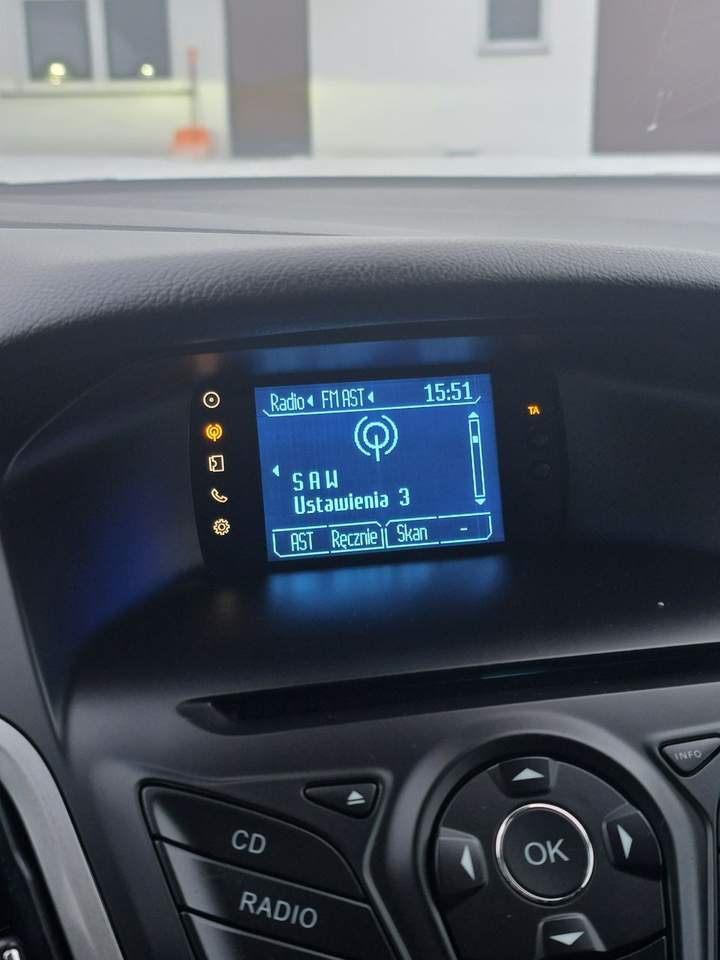 Radio FM AST 15:51
TA
SAW
Ustawienia 3
AST Ręcznie Skan -
INFO
CD
OK
RADIO